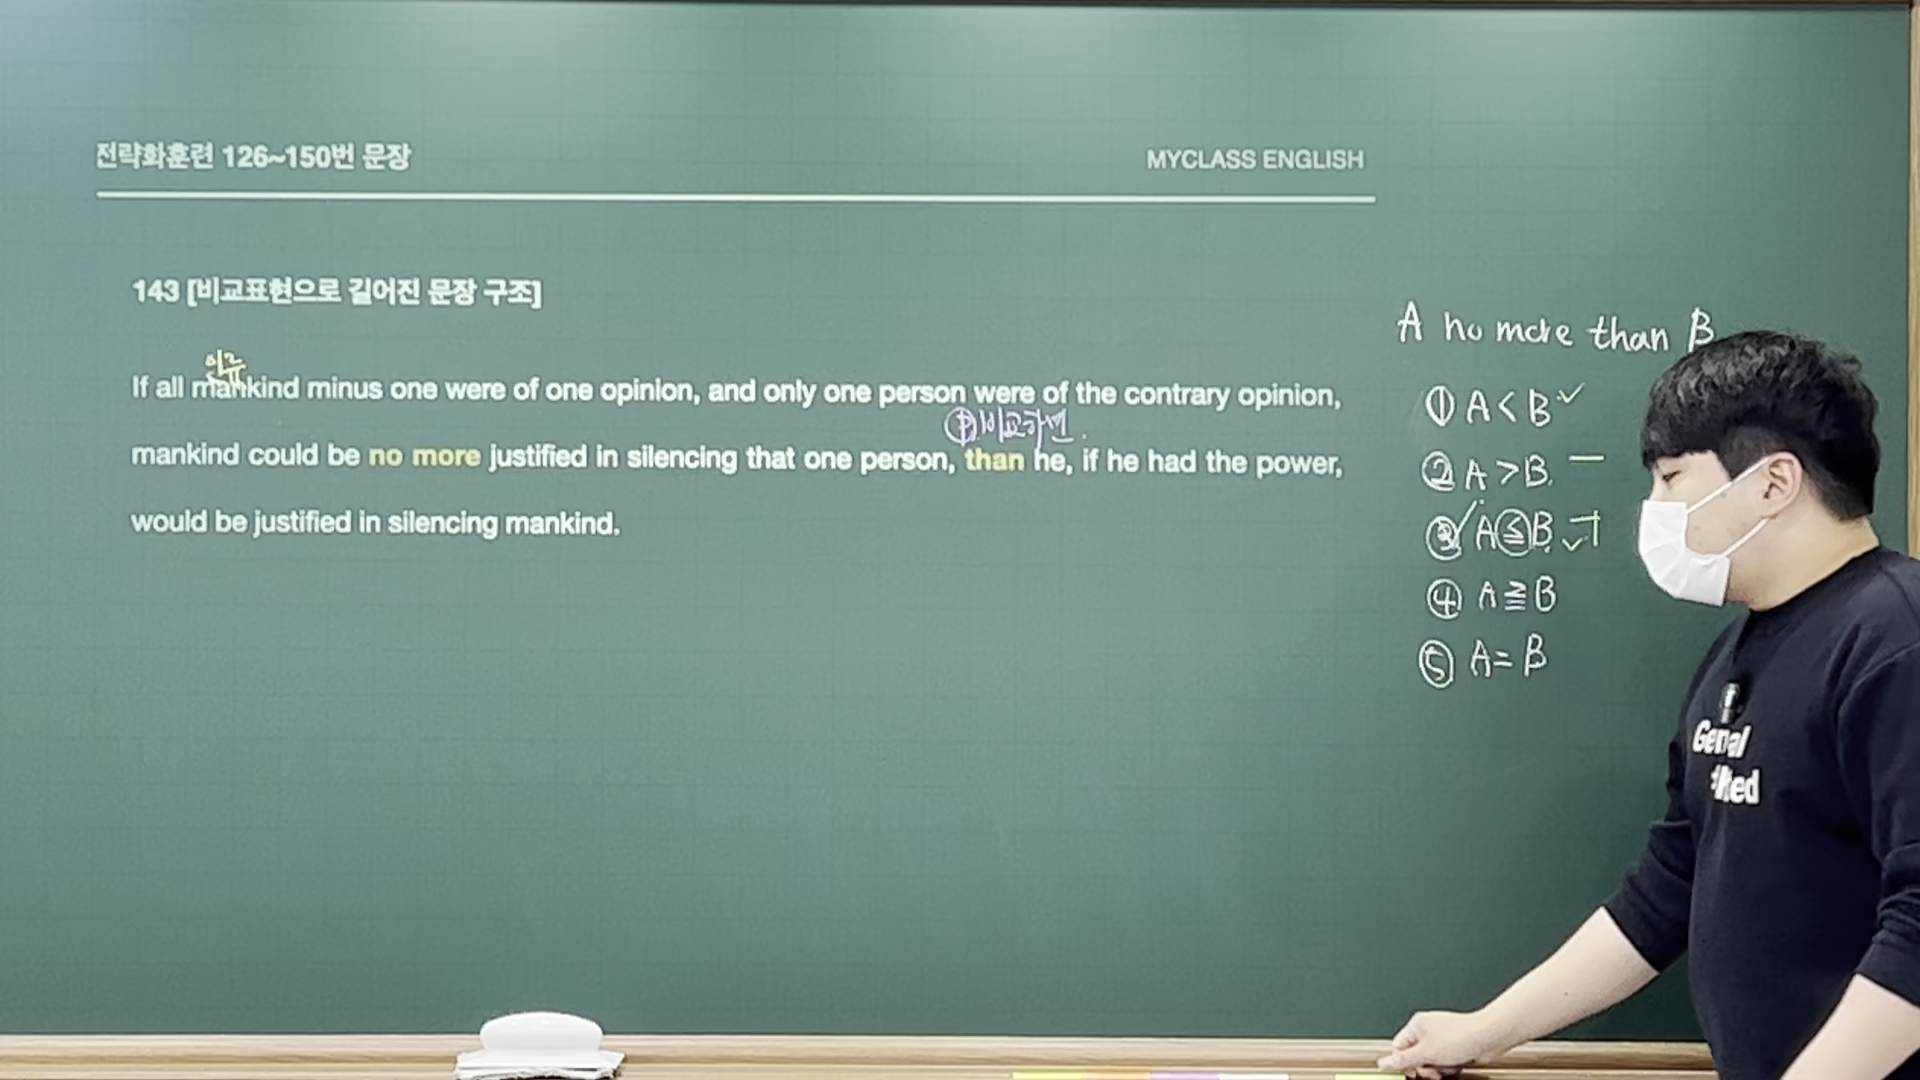 전략화훈련 126~150번 문장
MYCLASS ENGLISH
143 [비교표현으로 길어진 문장 구조]
인류
If all mankind minus one were of one opinion, and only one person were of the contrary opinion,
비교하면
mankind could be no more justified in silencing that one person, than he, if he had the power,
would be justified in silencing mankind.
A no more than B
① A < B ✓
② A > B.
③ A ≦ B.
④ A ≧ B
⑤ A = B